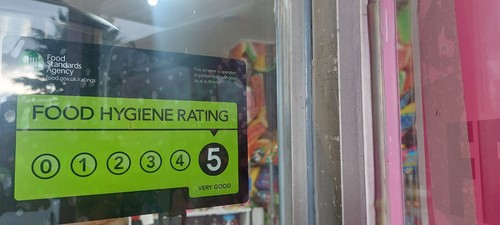 Food
Standards
Agency
food.gov.uk/ratings
FOOD HYGIENE RATING
0 1 2 3 4 5
VERY GOOD